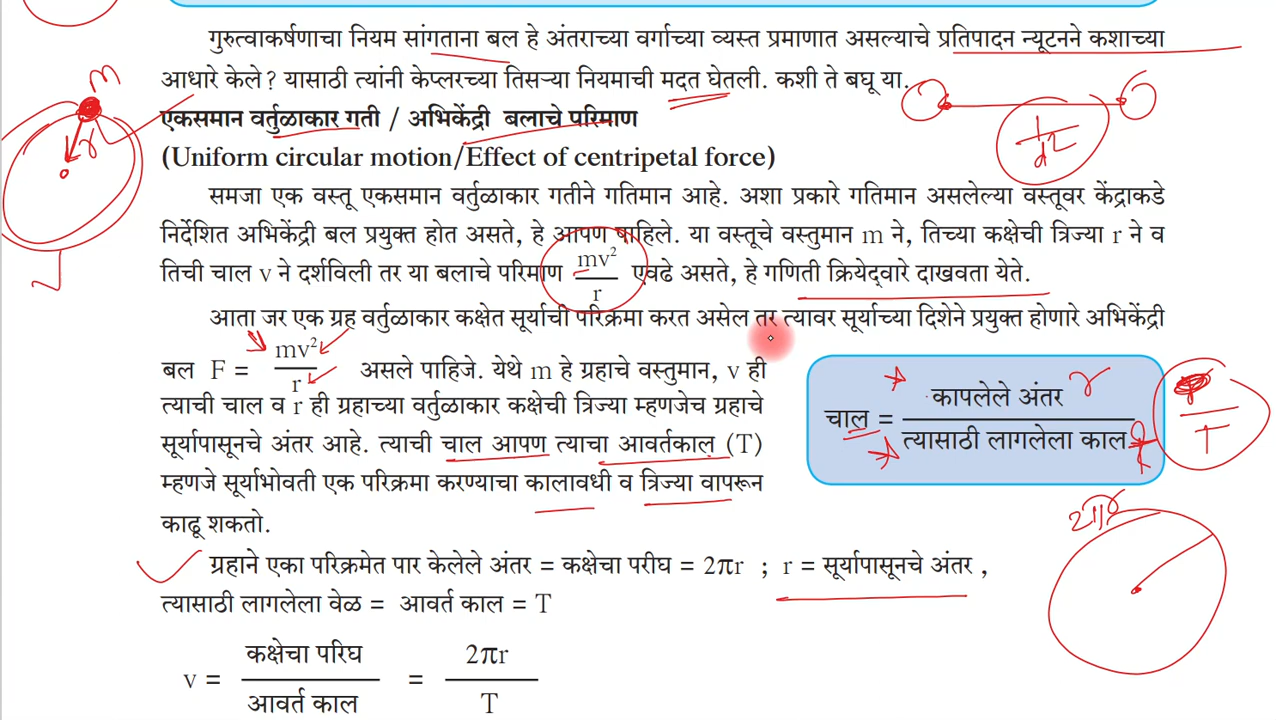 गुरुत्वाकर्षणाचा नियम सांगताना बल हे अंतराच्या वर्गाच्या व्यस्त प्रमाणात असल्याचे प्रतिपादन न्यूटनने कशाच्या
आधारे केले? यासाठी त्यांनी केप्लरच्या तिसऱ्या नियमाची मदत घेतली. कशी ते बघू या.
m
r
1/d2
एकसमान वर्तुळाकार गती / अभिकेंद्री बलाचे परिमाण
(Uniform circular motion/Effect of centripetal force)
समजा एक वस्तू एकसमान वर्तुळाकार गतीने गतिमान आहे. अशा प्रकारे गतिमान असलेल्या वस्तूवर केंद्राकडे
निर्देशित अभिकेंद्री बल प्रयुक्त होत असते, हे आपण पाहिले. या वस्तूचे वस्तुमान m ने, तिच्या कक्षेची त्रिज्या r ने व
तिची चाल v ने दर्शविली तर या बलाचे परिमाण mv²/r एवढे असते, हे गणिती क्रियेद्‌वारे दाखवता येते.
आता जर एक ग्रह वर्तुळाकार कक्षेत सूर्याची परिक्रमा करत असेल तर त्यावर सूर्याच्या दिशेने प्रयुक्त होणारे अभिकेंद्री
बल F = mv²/r असले पाहिजे. येथे m हे ग्रहाचे वस्तुमान, v ही
त्याची चाल व r ही ग्रहाच्या वर्तुळाकार कक्षेची त्रिज्या म्हणजेच ग्रहाचे
सूर्यापासूनचे अंतर आहे. त्याची चाल आपण त्याचा आवर्तकाल (T)
म्हणजे सूर्याभोवती एक परिक्रमा करण्याचा कालावधी व त्रिज्या वापरून
काढू शकतो.
चाल = कापलेले अंतर / त्यासाठी लागलेला काल
r
T
2πr
ग्रहाने एका परिक्रमेत पार केलेले अंतर = कक्षेचा परीघ = 2πr ; r = सूर्यापासूनचे अंतर ,
त्यासाठी लागलेला वेळ = आवर्त काल = T
v = कक्षेचा परिघ / आवर्त काल = 2πr / T